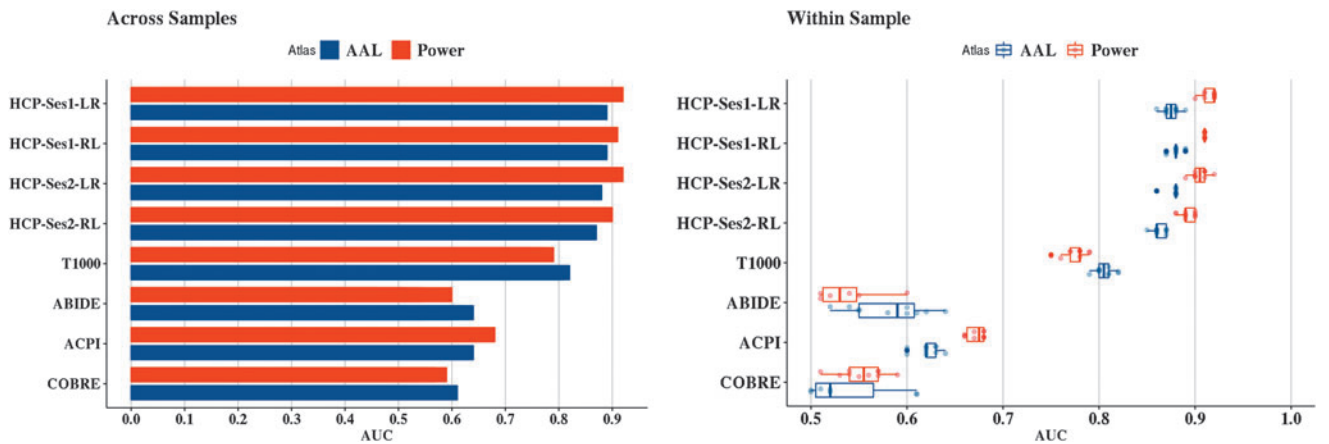 Across Samples
Atlas AAL Power
HCP-Ses1-LR
HCP-Ses1-RL
HCP-Ses2-LR
HCP-Ses2-RL
T1000
ABIDE
ACPI
COBRE
0.0 0.1 0.2 0.3 0.4 0.5 0.6 0.7 0.8 0.9
AUC
Within Sample
Atlas AAL Power
HCP-Ses1-LR
HCP-Ses1-RL
HCP-Ses2-LR
HCP-Ses2-RL
T1000
ABIDE
ACPI
COBRE
0.5 0.6 0.7 0.8 0.9 1.0
AUC